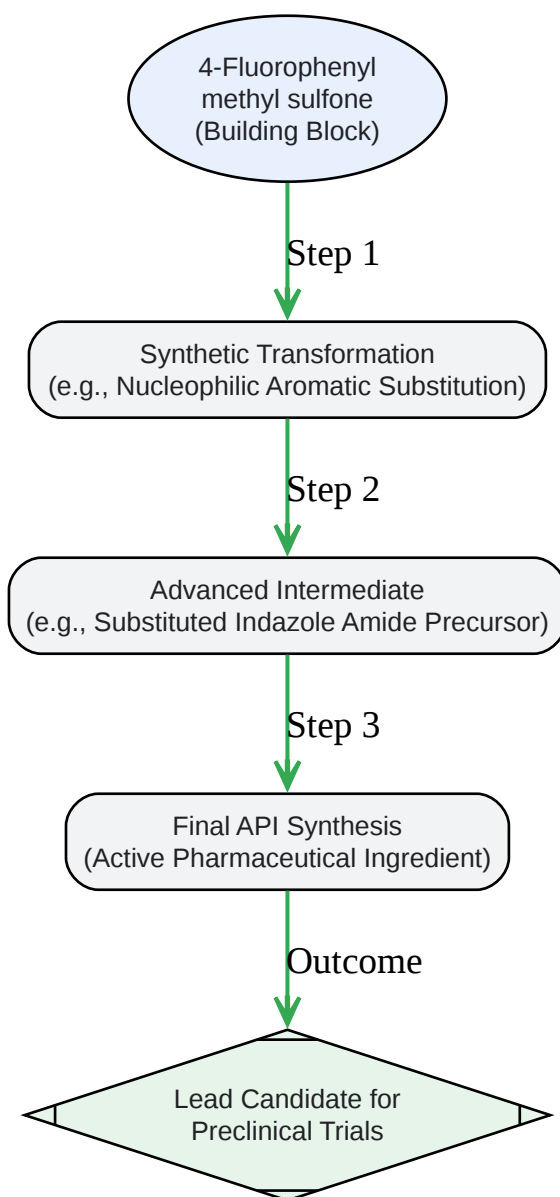 4-Fluorophenyl
methyl sulfone
(Building Block)
Step 1
Synthetic Transformation
(e.g., Nucleophilic Aromatic Substitution)
Step 2
Advanced Intermediate
(e.g., Substituted Indazole Amide Precursor)
Step 3
Final API Synthesis
(Active Pharmaceutical Ingredient)
Outcome
Lead Candidate for
Preclinical Trials